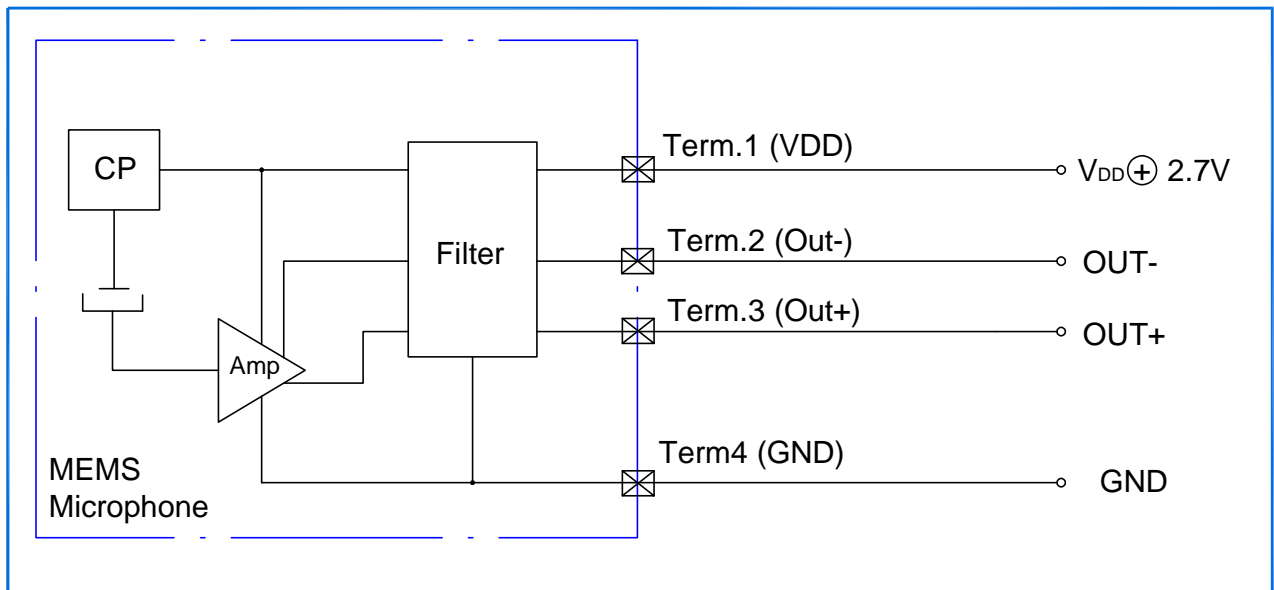 CP
Filter
Amp
MEMS
Microphone
Term.1 (VDD)
VDD+ 2.7V
Term.2 (Out-)
OUT-
Term.3 (Out+)
OUT+
Term4 (GND)
GND